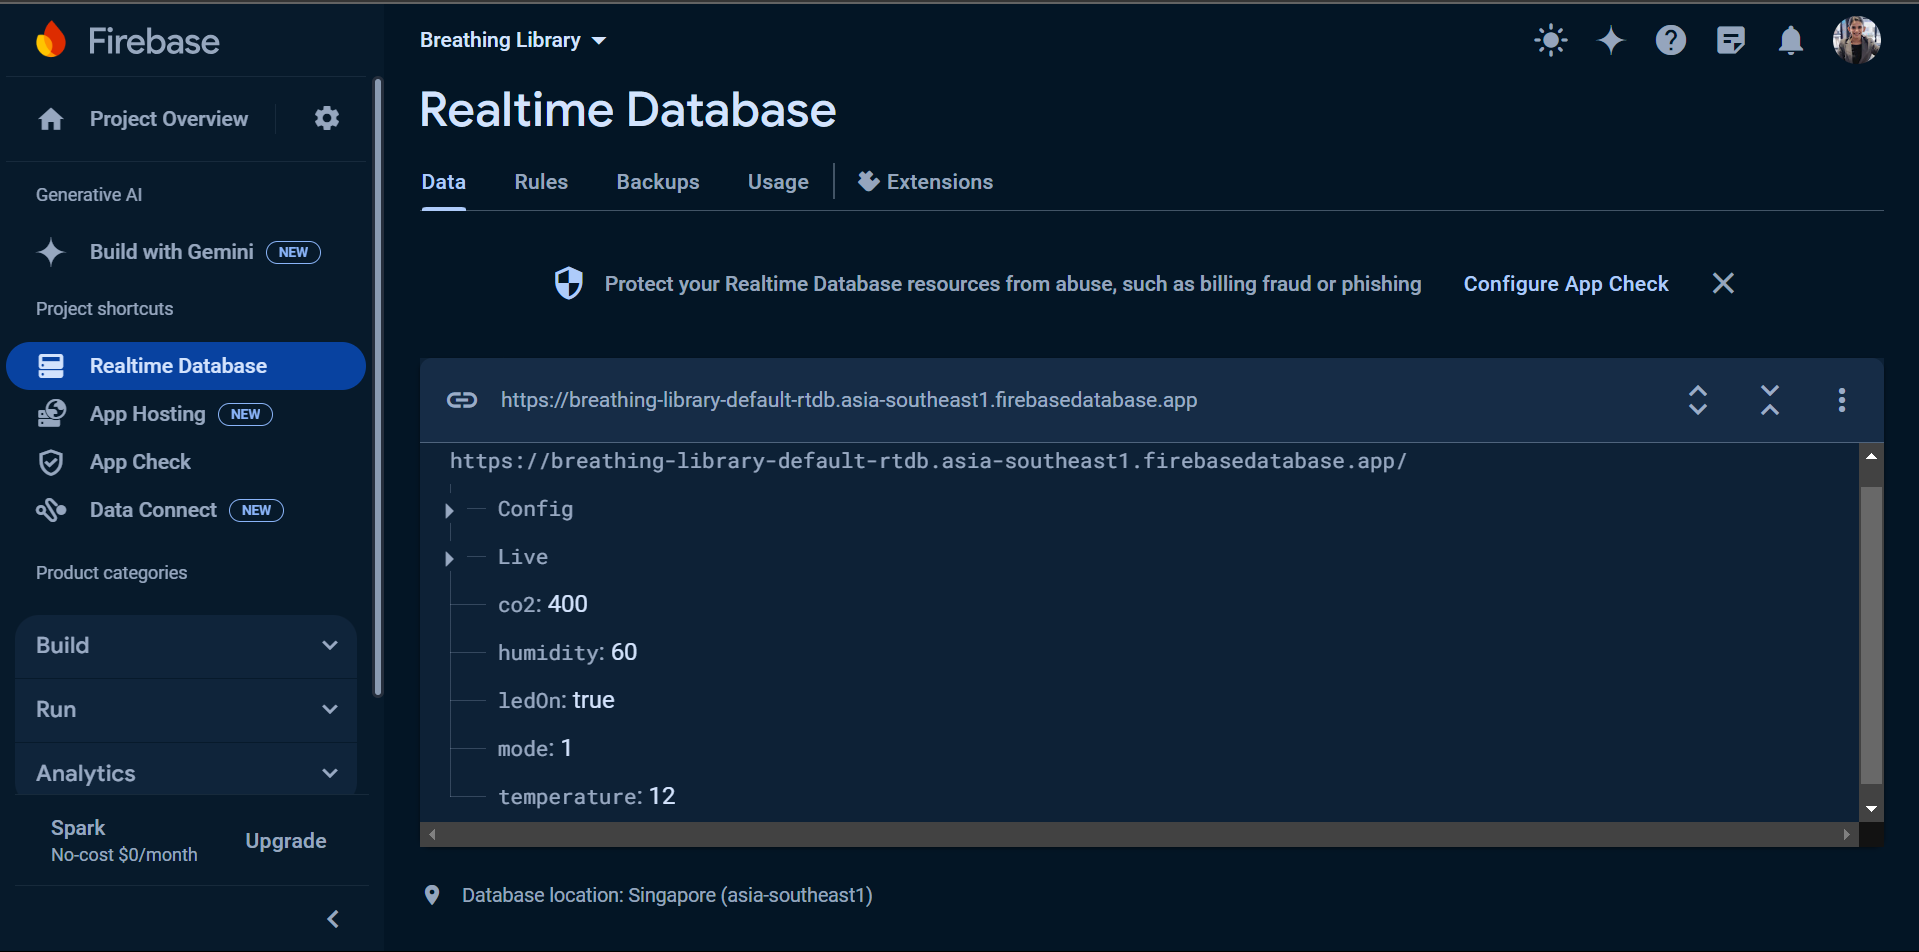 Firebase
Breathing Library
Project Overview
Realtime Database
Data Rules Backups Usage Extensions
Generative AI
Build with Gemini NEW
Project shortcuts
Realtime Database
App Hosting NEW
App Check
Data Connect NEW
Product categories
Build
Run
Analytics
Spark
No-cost $0/month
Upgrade
Protect your Realtime Database resources from abuse, such as billing fraud or phishing Configure App Check
https://breathing-library-default-rtdb.asia-southeast1.firebasedatabase.app
https://breathing-library-default-rtdb.asia-southeast1.firebasedatabase.app/
Config
Live
co2: 400
humidity: 60
ledOn: true
mode: 1
temperature: 12
Database location: Singapore (asia-southeast1)